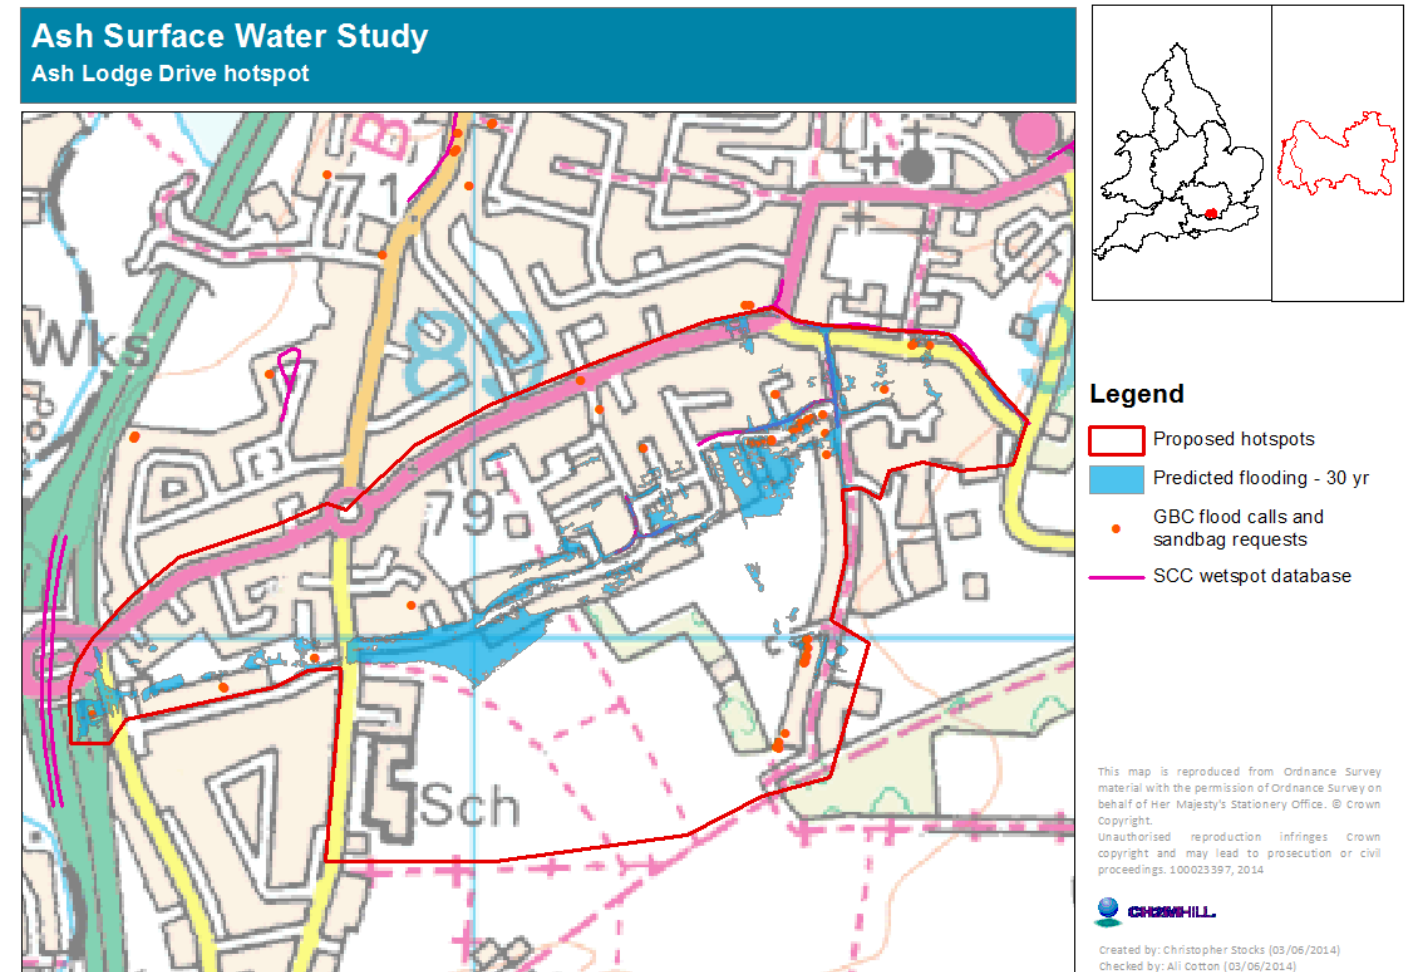 Ash Surface Water Study
Ash Lodge Drive hotspot
B
71
Wks
89
9
79
Sch
Legend
Proposed hotspots
Predicted flooding - 30 yr
GBC flood calls and
sandbag requests
SCC wetspot database
This map is reproduced from Ordnance Survey
material with the permission of Ordnance Survey on
behalf of Her Majesty's Stationery Office. © Crown
Copyright.
Unauthorised reproduction infringes Crown
copyright and may lead to prosecution or civil
proceedings. 100023397, 2014
CH2MHILL.
Created by: Christopher Stocks (03/06/2014)
Checked by: Ali Cotton (03/06/2014)